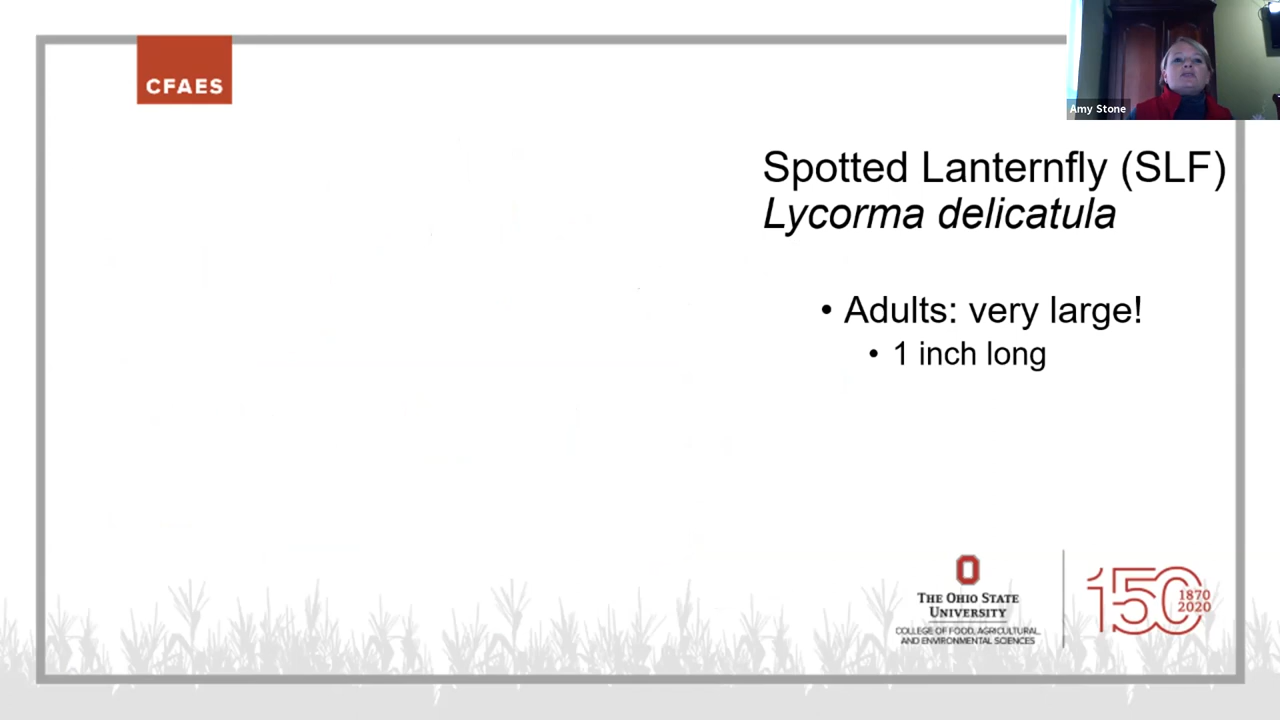 CFAES
Amy Stone
Spotted Lanternfly (SLF)
Lycorma delicatula
• Adults: very large!
• 1 inch long
THE OHIO STATE
UNIVERSITY
COLLEGE OF FOOD, AGRICULTURAL,
AND ENVIRONMENTAL SCIENCES
150
1870
2020